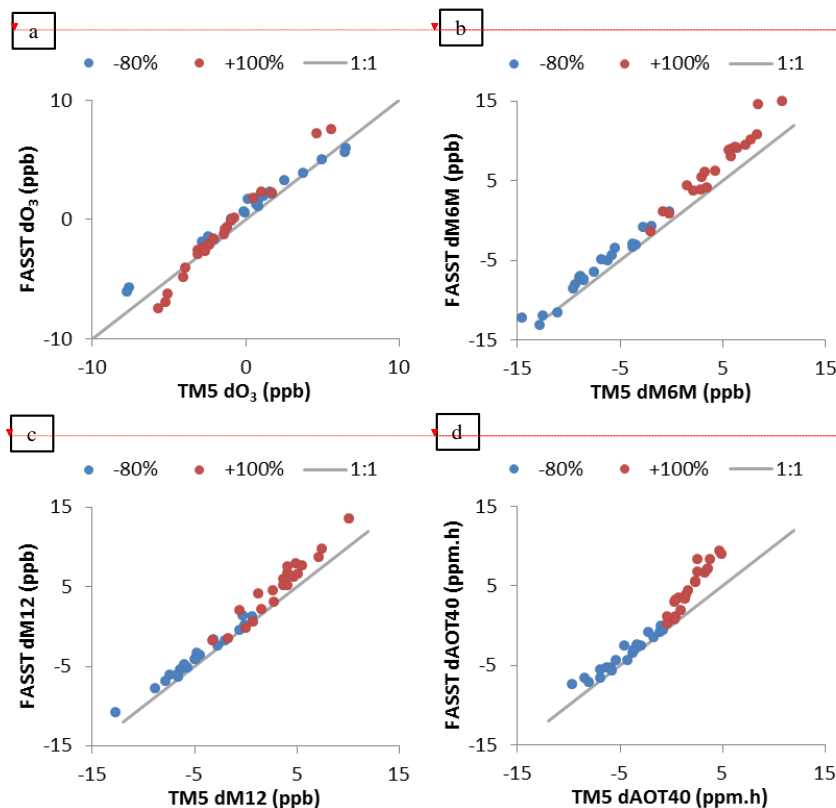 a
b
-80% +100% 1:1
-80% +100% 1:1
FASST dO₃ (ppb)
10
0
-10
-10 0 10
TM5 dO₃ (ppb)
FASST dM6M (ppb)
15
5
-5
-15
-15 -5 5 15
TM5 dM6M (ppb)
c
d
-80% +100% 1:1
-80% +100% 1:1
FASST dM12 (ppb)
15
5
-5
-15
-15 -5 5 15
TM5 dM12 (ppb)
FASST dAOT40 (ppm.h)
15
5
-5
-15
-15 -5 5 15
TM5 dAOT40 (ppm.h)